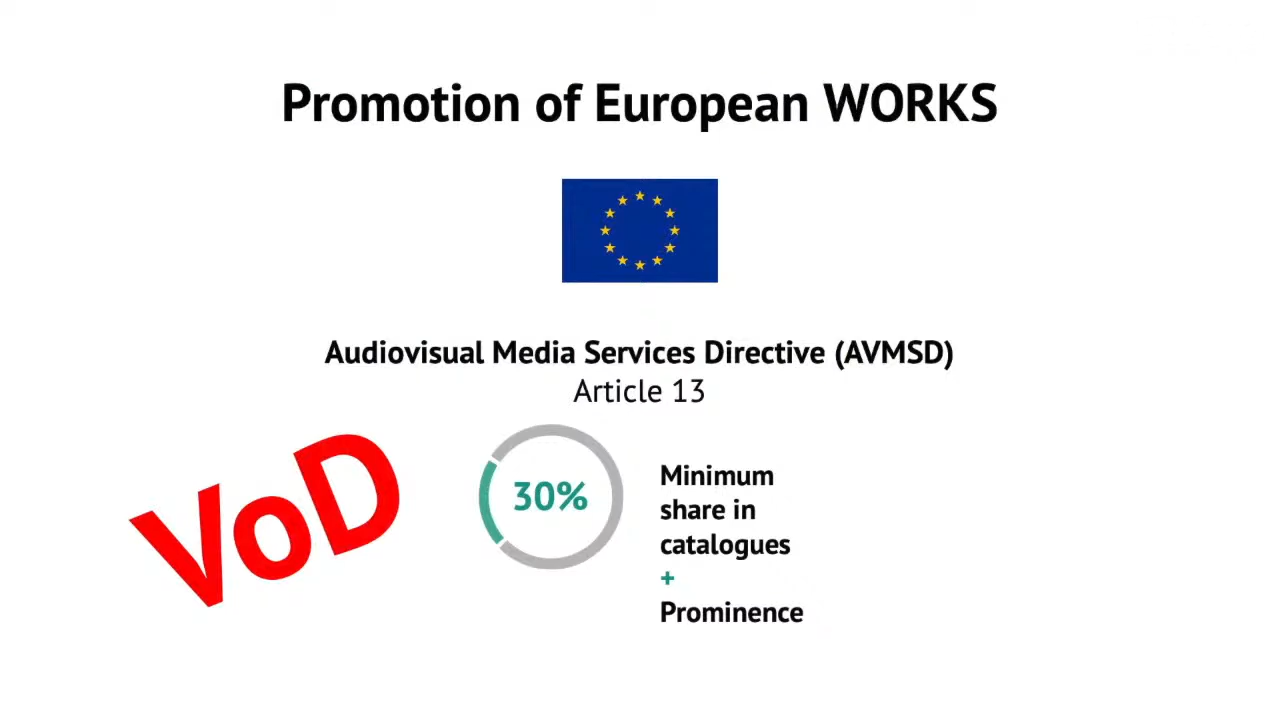 Promotion of European WORKS
Audiovisual Media Services Directive (AVMSD)
Article 13
VoD
30%
Minimum
share in
catalogues
+
Prominence